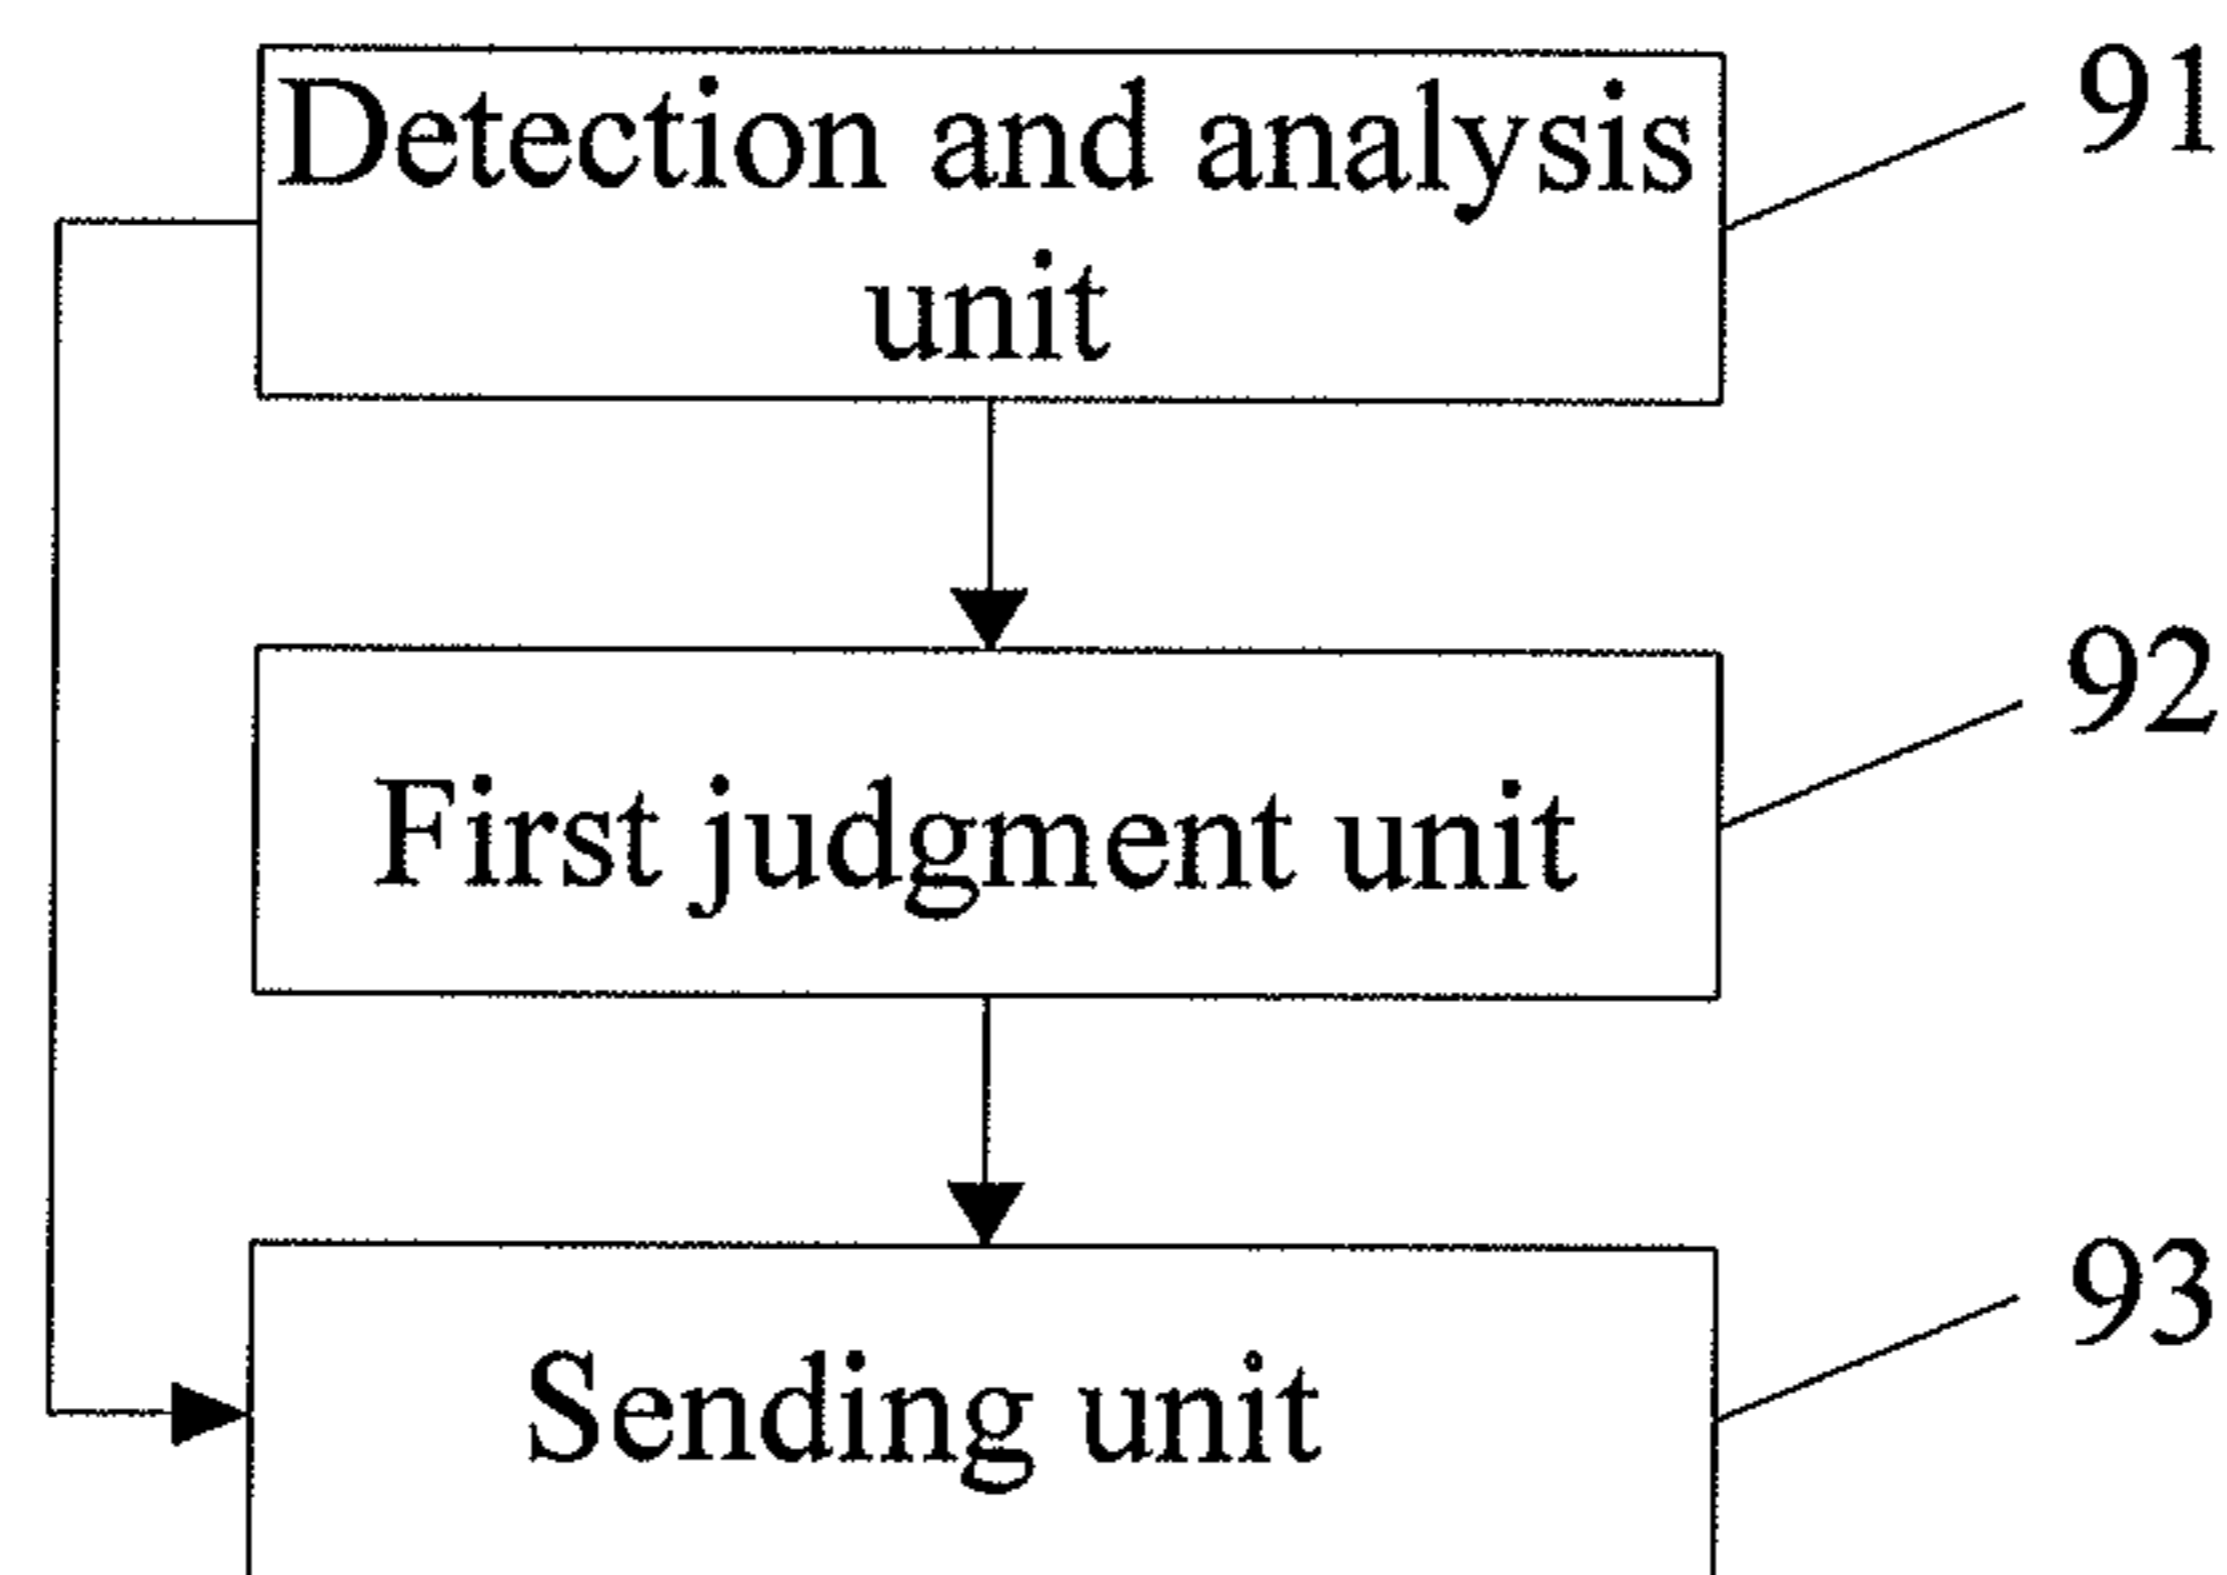 Detection and analysis
unit
91
First judgment unit
92
Sending unit
93